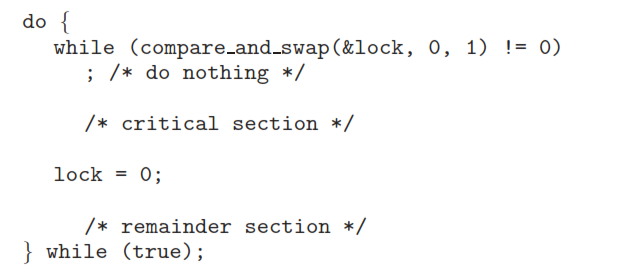 do {
while (compare_and_swap(&lock, 0, 1) != 0)
; /* do nothing */
/* critical section */
lock = 0;
/* remainder section */
} while (true);